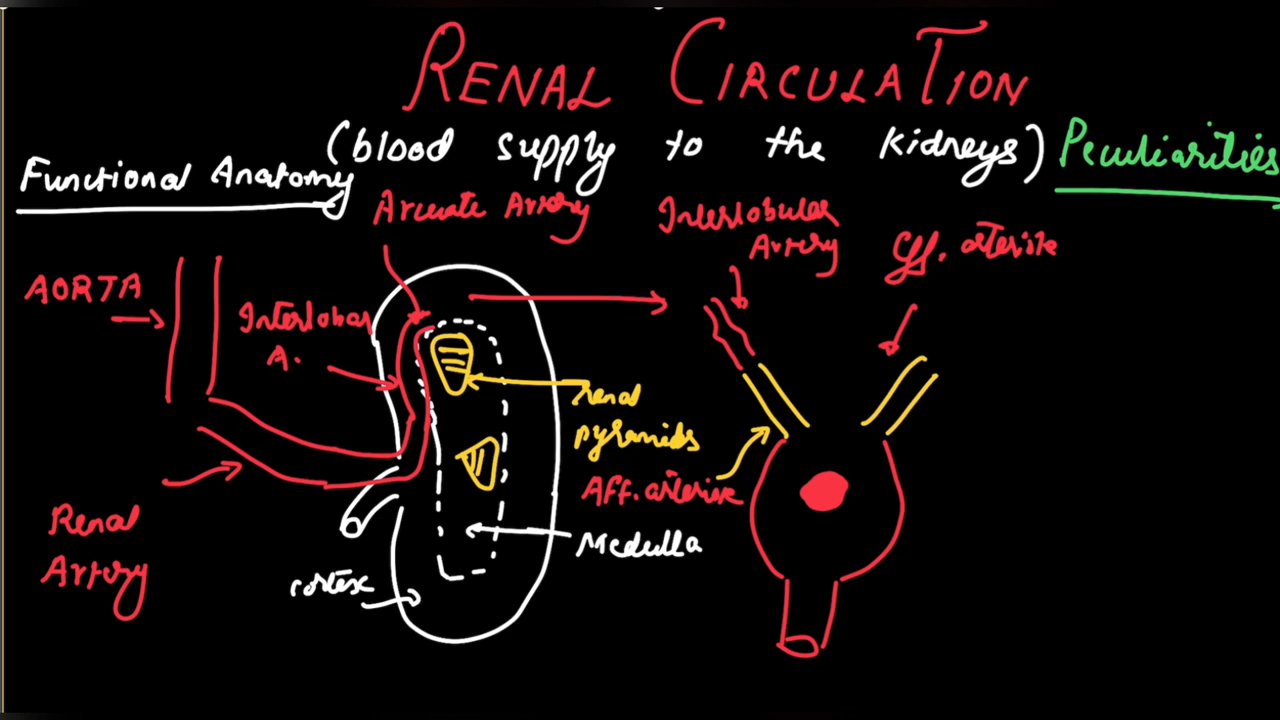 RENAL CIRCULATION
(blood supply to the kidneys)
Peculiarities
Functional Anatomy
Arcuate Artery
Interlobular
Artery
Eff. arteriole
AORTA
Interlobar
A.
Renal
pyramids
Aff. arteriole
Renal
Artery
Medulla
cortex